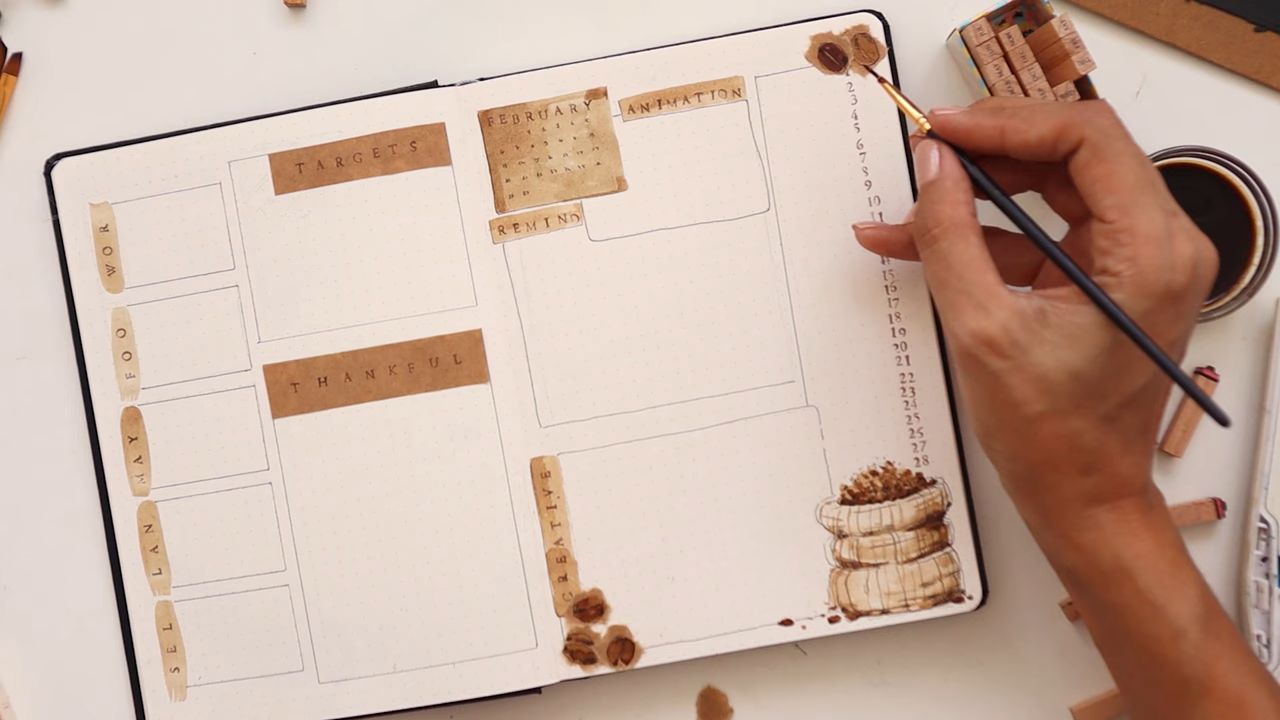 TARGETS
WOR
FOO
MAY
LAN
SEL
THANKFUL
FEBRUARY
ANIMATION
REMIND
CREATIVE
2
3
4
5
6
7
8
9
10
11
15
16
17
18
19
20
21
22
23
24
25
26
27
28